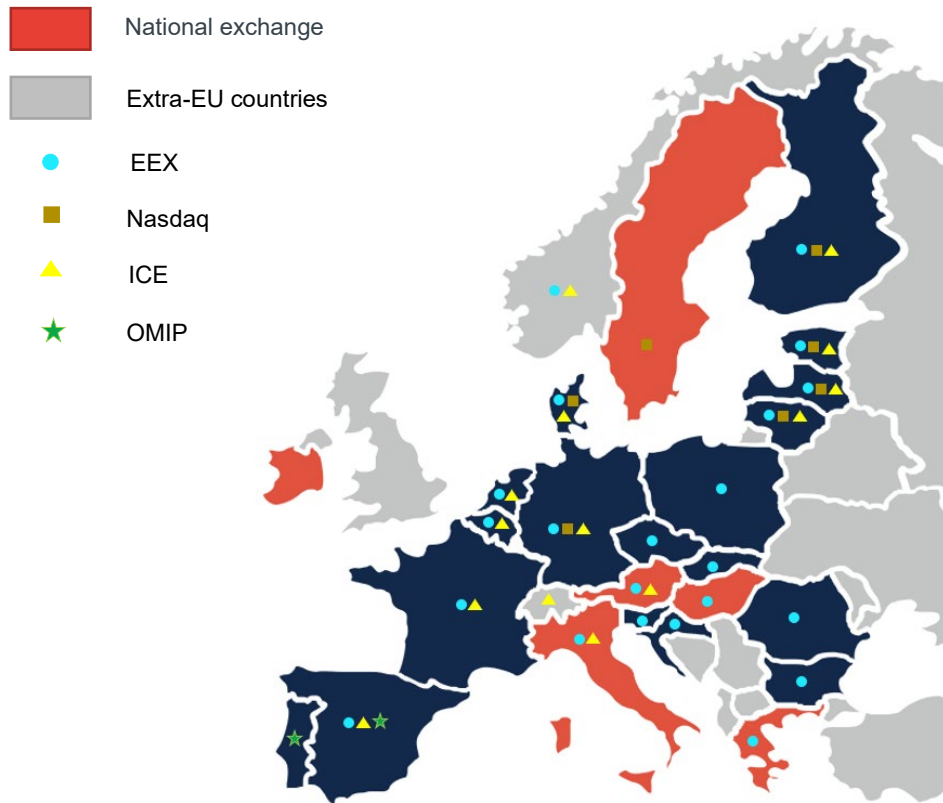 National exchange
Extra-EU countries
EEX
Nasdaq
ICE
OMIP